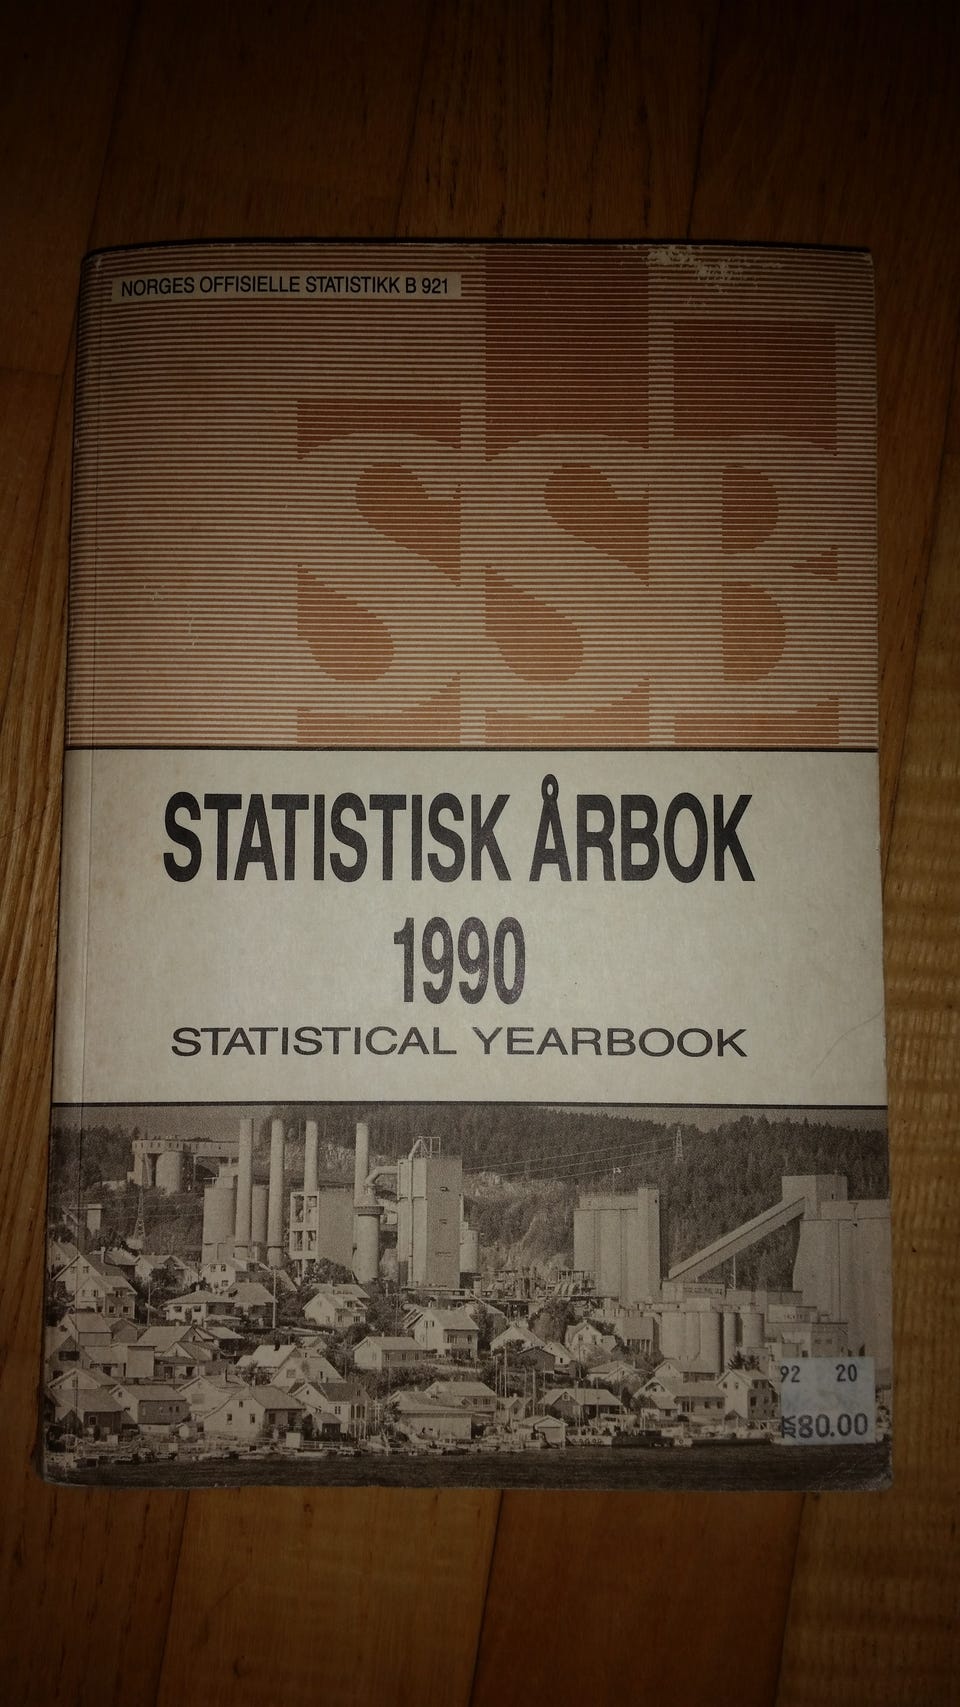 NORGES OFFISIELLE STATISTIKK B 921
SSB
STATISTISK ÅRBOK
1990
STATISTICAL YEARBOOK
92 20
80.00